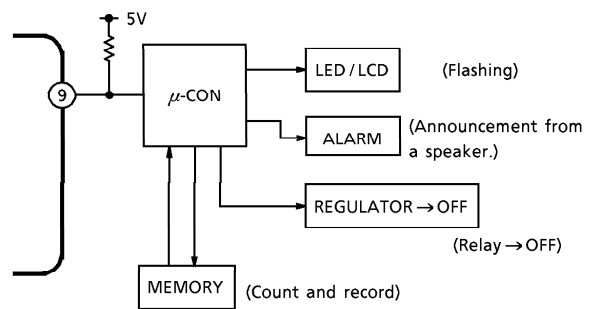 5V
9
μ-CON
LED / LCD
(Flashing)
ALARM
(Announcement from
a speaker.)
REGULATOR → OFF
(Relay → OFF)
MEMORY
(Count and record)